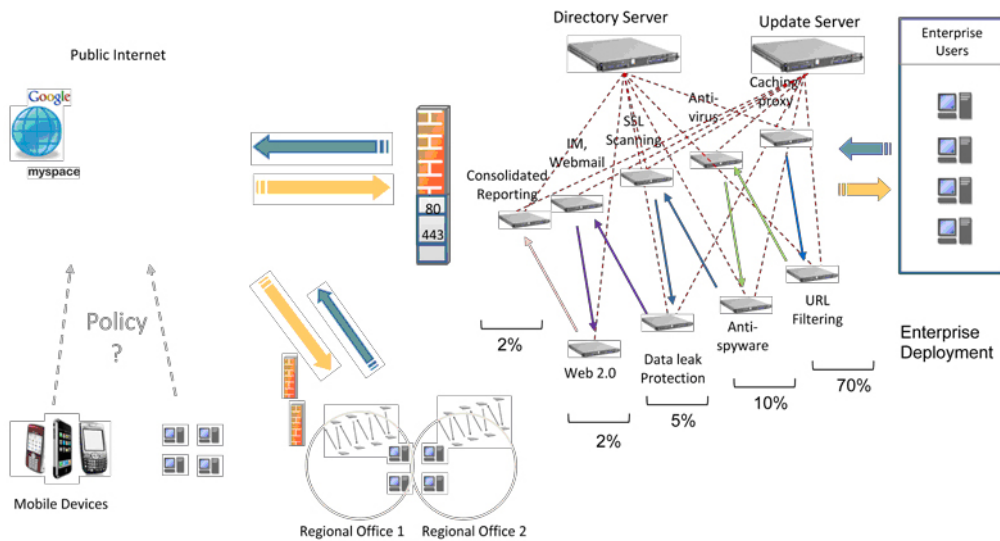 Directory Server
Update Server
Enterprise
Users
Public Internet
Google
myspace
Caching
proxy
Anti-
virus
SSL
Scanning
IM,
Webmail
Consolidated
Reporting
80
443
URL
Filtering
Anti-
spyware
Data leak
Protection
Web 2.0
Enterprise
Deployment
2%
70%
10%
5%
2%
Policy
?
Mobile Devices
Regional Office 1
Regional Office 2